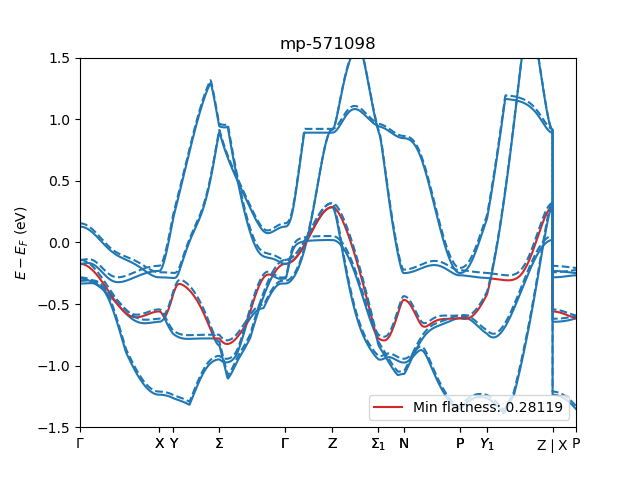 mp-571098
E − E_F (eV)
1.5
1.0
0.5
0.0
−0.5
−1.0
−1.5
Min flatness: 0.28119
Γ X Y Σ Γ Z Σ₁ N P Y₁ Z | X P